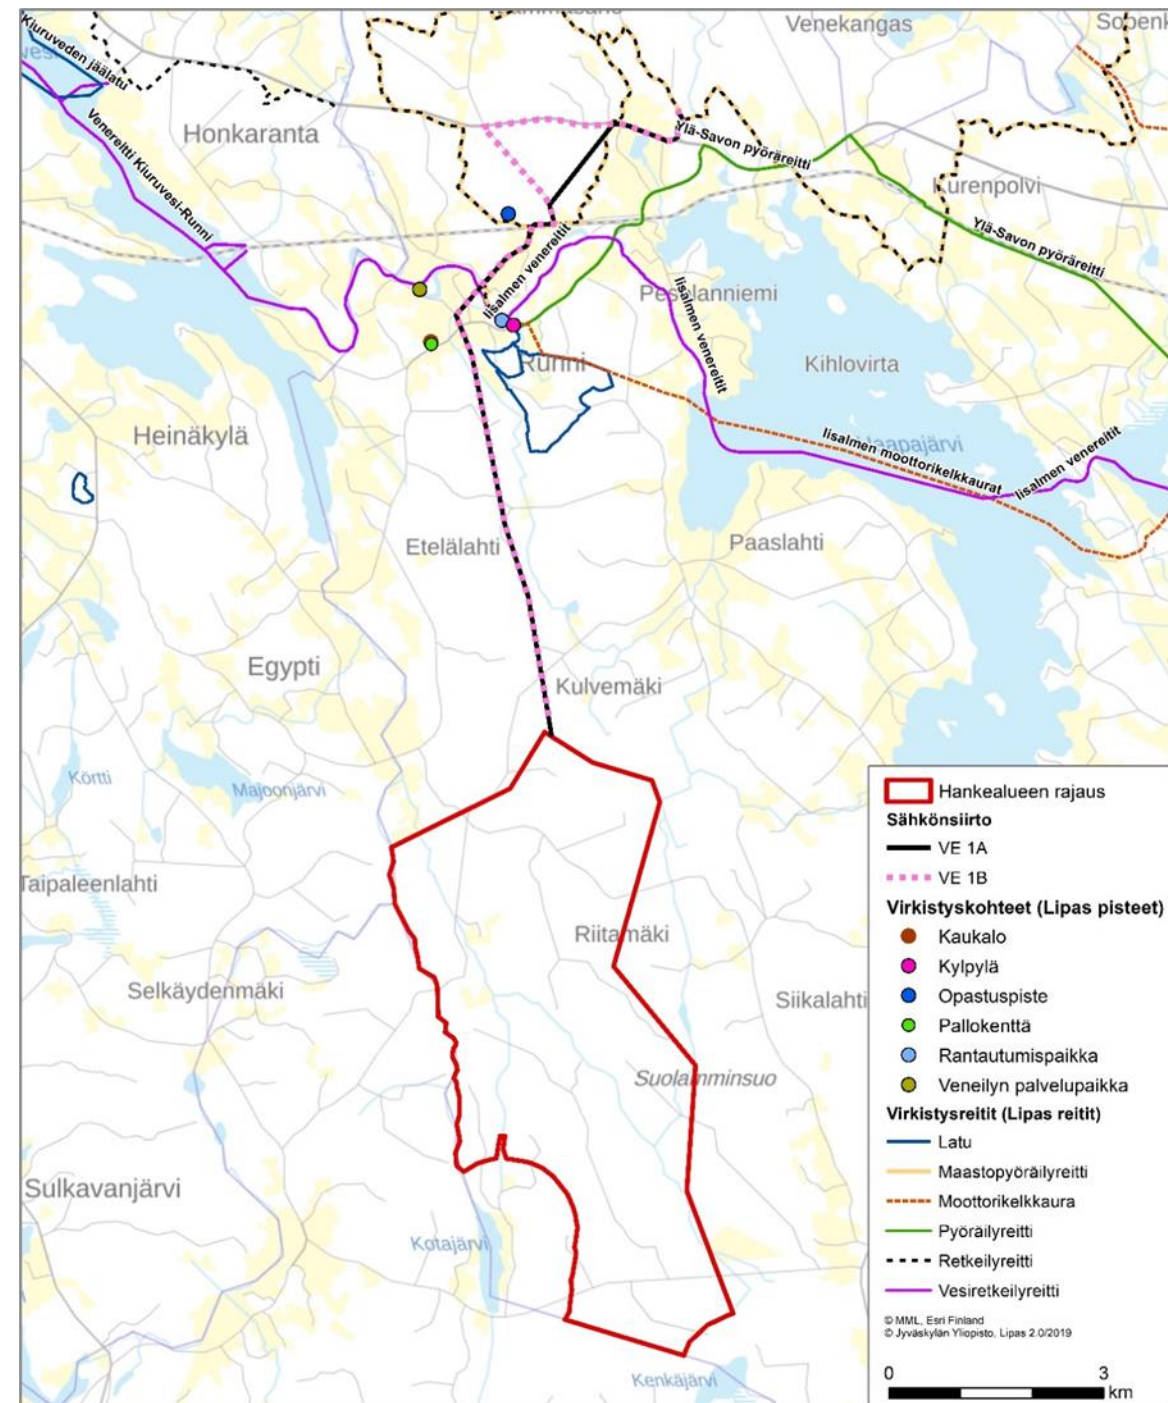 Venekangas
Kiuruveden jäälatu
Honkaranta
Venereitti Kiuruvesi-Runni
Ylä-Savon pyöräreitti
Kurenpolvi
Ylä-Savon pyöräreitti
Iisalmen venereitit
Iisalmen venereitit
Kihlovirta
Runni
Heinäkylä
Iisalmen moottorikelkkaurat
Iisalmen venereitit
Etelälahti
Paaslahti
Egypti
Kulvemäki
Körtti
Majoonjärvi
Taipaleenlahti
Riitamäki
Selkäydenmäki
Siikalahti
Suolamminsuo
Sulkavanjärvi
Kotajärvi
Kenkäjärvi
Hankealueen rajaus
Sähkönsiirto
VE 1A
VE 1B
Virkistyskohteet (Lipas pisteet)
Kaukalo
Kylpylä
Opastuspiste
Pallokenttä
Rantautumispaikka
Veneilyn palvelupaikka
Virkistysreitit (Lipas reitit)
Latu
Maastopyöräilyreitti
Moottorikelkkaura
Pyöräilyreitti
Retkeilyreitti
Vesiretkeilyreitti
© MML, Esri Finland
© Jyväskylän Yliopisto, Lipas 2.0/2019
0 3
km